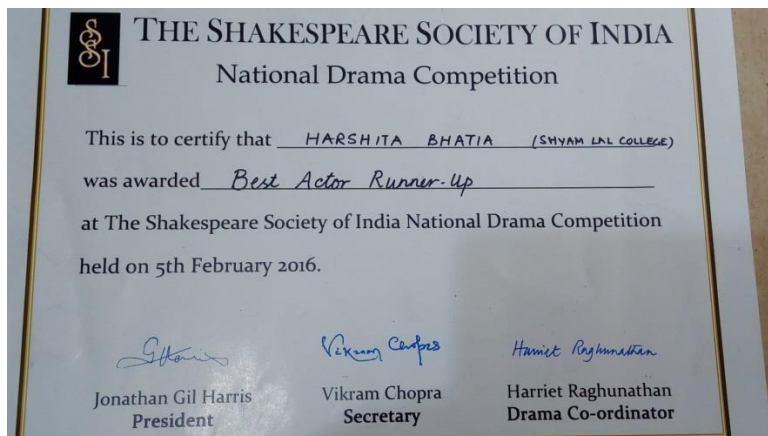 SSI
THE SHAKESPEARE SOCIETY OF INDIA
National Drama Competition
This is to certify that HARSHITA BHATIA (SHYAM LAL COLLEGE)
was awarded Best Actor Runner-Up
at The Shakespeare Society of India National Drama Competition
held on 5th February 2016.
GHarris Vikram Chopra Harriet Raghunathan
Jonathan Gil Harris Vikram Chopra Harriet Raghunathan
President Secretary Drama Co-ordinator